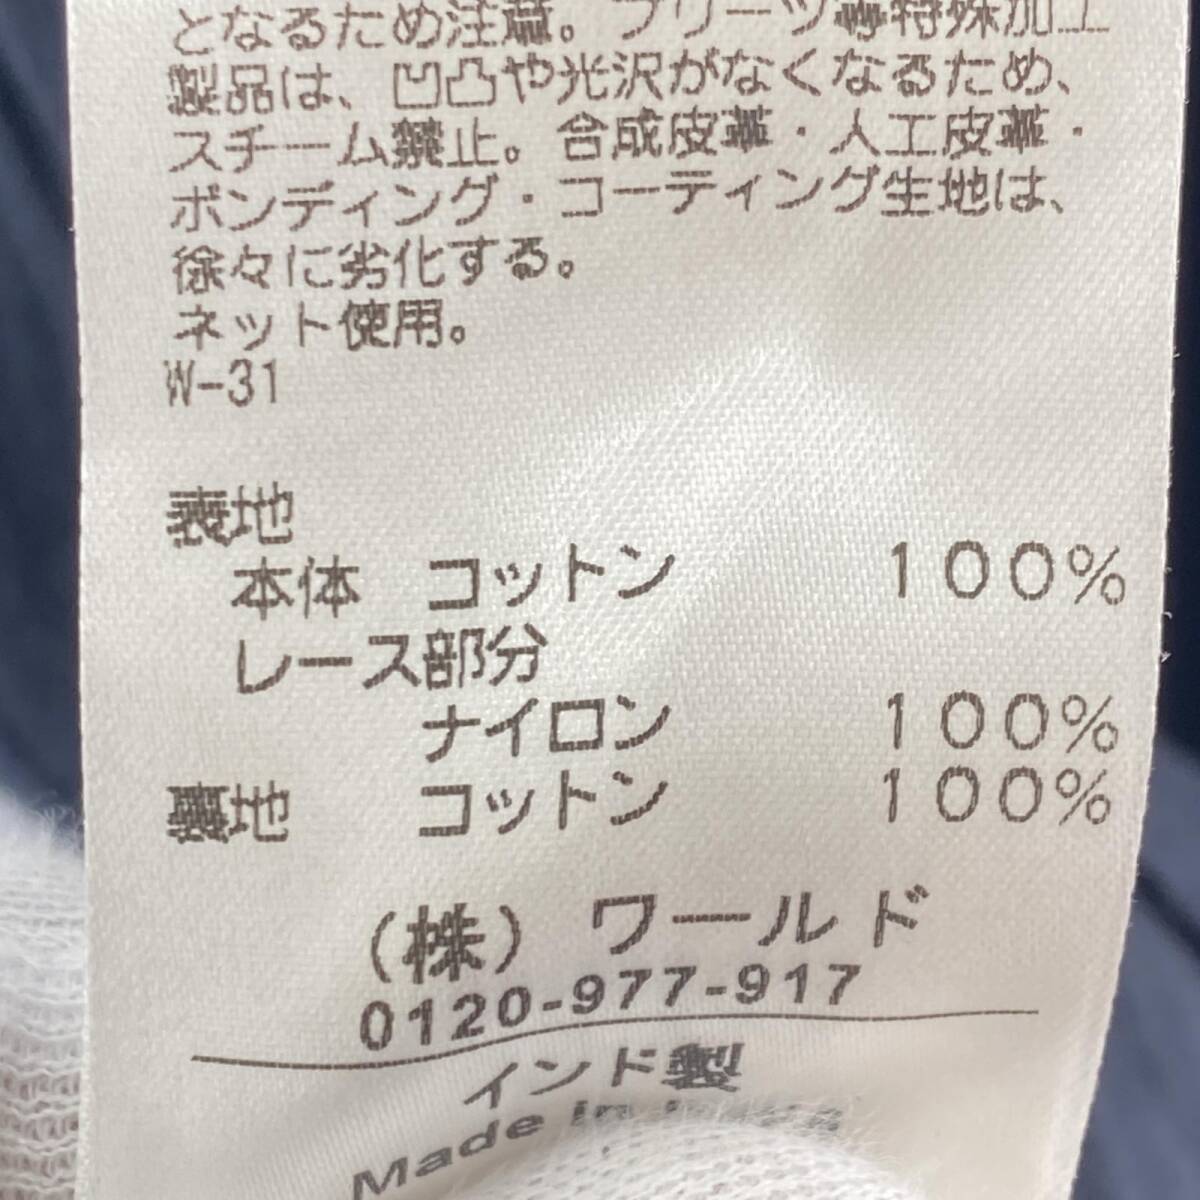 となるため注意。プリーツ等特殊加工
製品は、凹凸や光沢がなくなるため、
スチーム禁止。合成皮革・人工皮革・
ボンディング・コーティング生地は、
徐々に劣化する。
ネット使用。
W-31
表地
本体 コットン 100%
レース部分
ナイロン 100%
裏地 コットン 100%
(株) ワールド
0120-977-917
インド製
Made in